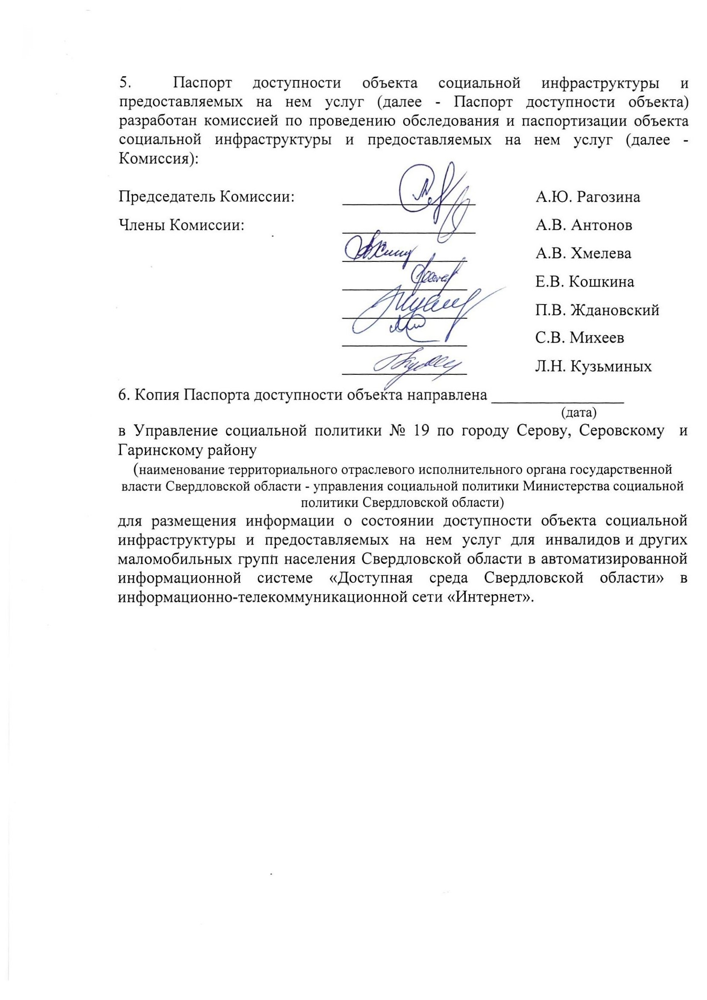 5. Паспорт доступности объекта социальной инфраструктуры и
предоставляемых на нем услуг (далее - Паспорт доступности объекта)
разработан комиссией по проведению обследования и паспортизации объекта
социальной инфраструктуры и предоставляемых на нем услуг (далее -
Комиссия):
Председатель Комиссии: А.Ю. Рагозина
Члены Комиссии: А.В. Антонов
А.В. Хмелева
Е.В. Кошкина
П.В. Ждановский
С.В. Михеев
Л.Н. Кузьминых
6. Копия Паспорта доступности объекта направлена
(дата)
в Управление социальной политики № 19 по городу Серову, Серовскому и
Гаринскому району
(наименование территориального отраслевого исполнительного органа государственной
власти Свердловской области - управления социальной политики Министерства социальной
политики Свердловской области)
для размещения информации о состоянии доступности объекта социальной
инфраструктуры и предоставляемых на нем услуг для инвалидов и других
маломобильных групп населения Свердловской области в автоматизированной
информационной системе «Доступная среда Свердловской области» в
информационно-телекоммуникационной сети «Интернет».